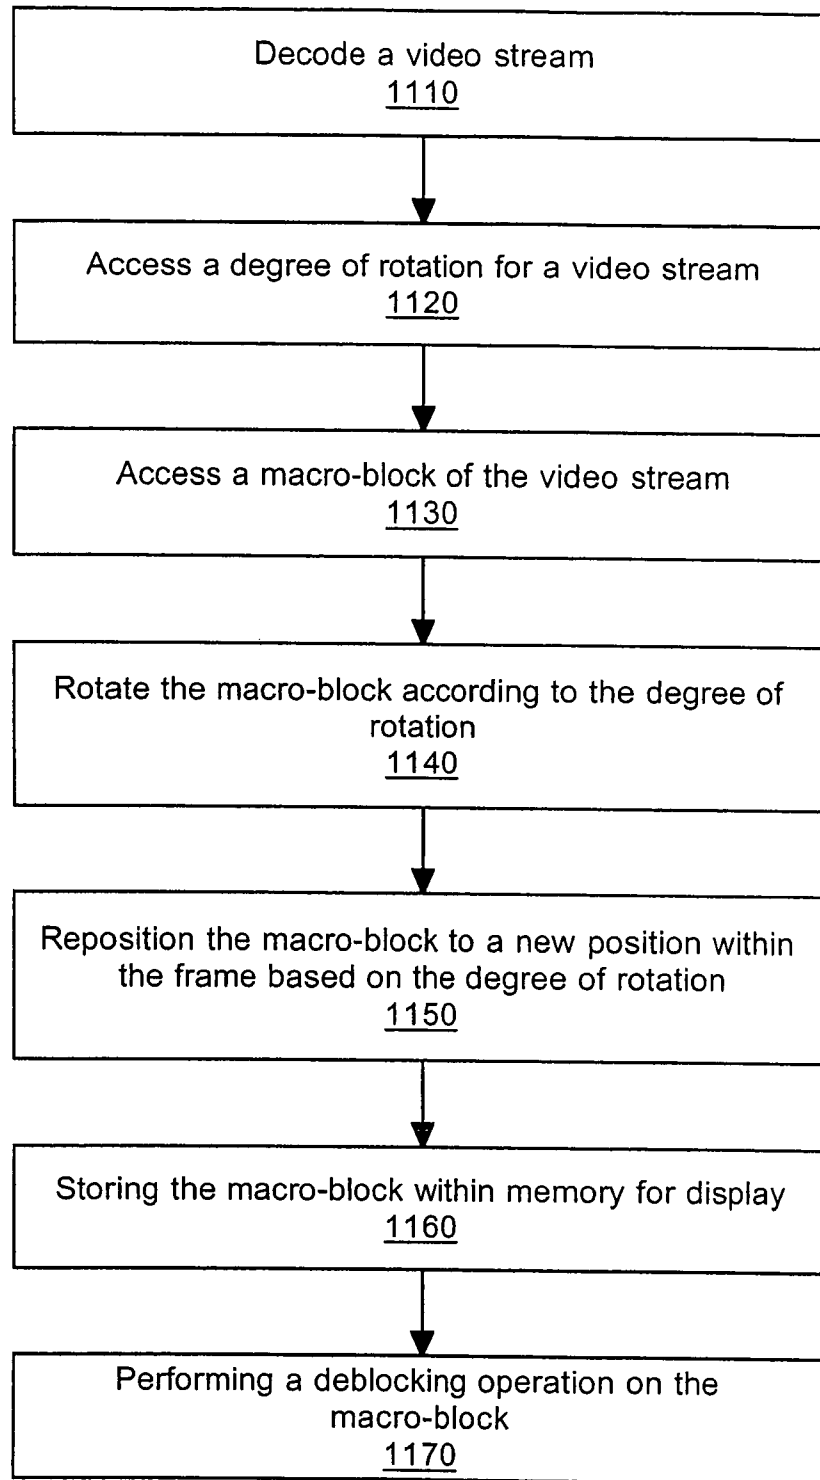 Decode a video stream
1110
Access a degree of rotation for a video stream
1120
Access a macro-block of the video stream
1130
Rotate the macro-block according to the degree of
rotation
1140
Reposition the macro-block to a new position within
the frame based on the degree of rotation
1150
Storing the macro-block within memory for display
1160
Performing a deblocking operation on the
macro-block
1170